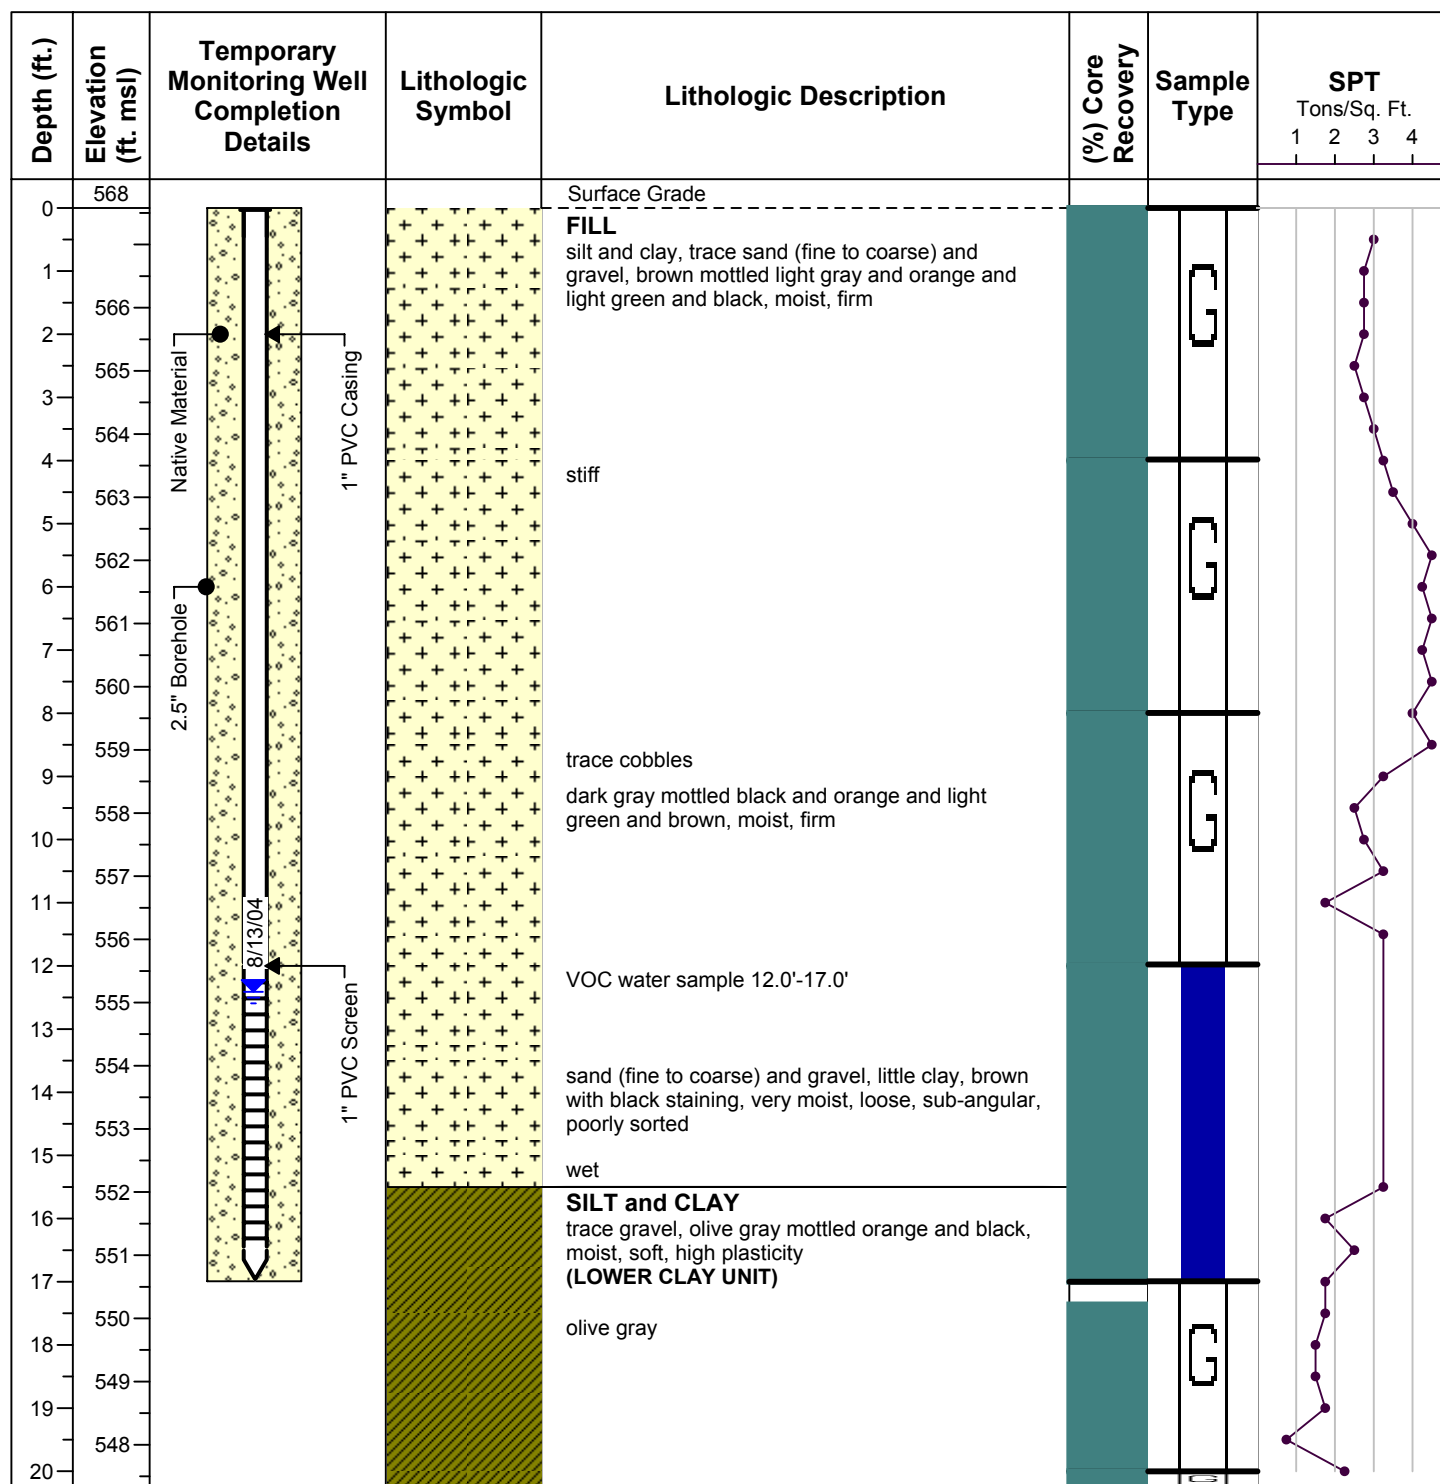 Depth (ft.)
Elevation
(ft. msl)
Temporary
Monitoring Well
Completion
Details
Lithologic
Symbol
Lithologic Description
(%) Core
Recovery
Sample
Type
SPT
Tons/Sq. Ft.
1 2 3 4
568
Surface Grade
0
FILL
silt and clay, trace sand (fine to coarse) and
gravel, brown mottled light gray and orange and
light green and black, moist, firm
1
566
G
2
Native Material
1" PVC Casing
565
3
564
4
stiff
563
5
562
G
6
2.5" Borehole
561
7
560
8
559
trace cobbles
9
dark gray mottled black and orange and light
green and brown, moist, firm
558
G
10
557
11
8/13/04
556
12
VOC water sample 12.0'-17.0'
555
1" PVC Screen
13
554
sand (fine to coarse) and gravel, little clay, brown
with black staining, very moist, loose, sub-angular,
poorly sorted
14
553
15
wet
552
SILT and CLAY
trace gravel, olive gray mottled orange and black,
moist, soft, high plasticity
(LOWER CLAY UNIT)
16
551
17
550
olive gray
18
G
549
19
548
20